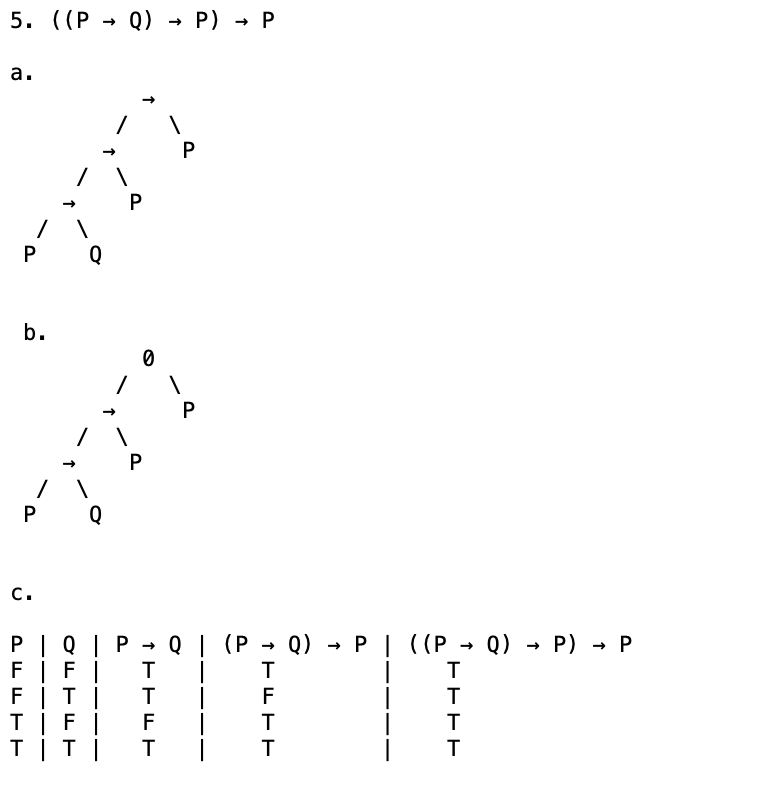 5. ((P → Q) → P) → P
a.
→
/ \
→ P
/ \
→ P
/ \
P Q
b.
0
/ \
→ P
/ \
→ P
/ \
P Q
c.
P | Q | P → Q | (P → Q) → P | ((P → Q) → P) → P
F | F | T | T | T
F | T | T | F | T
T | F | F | T | T
T | T | T | T | T